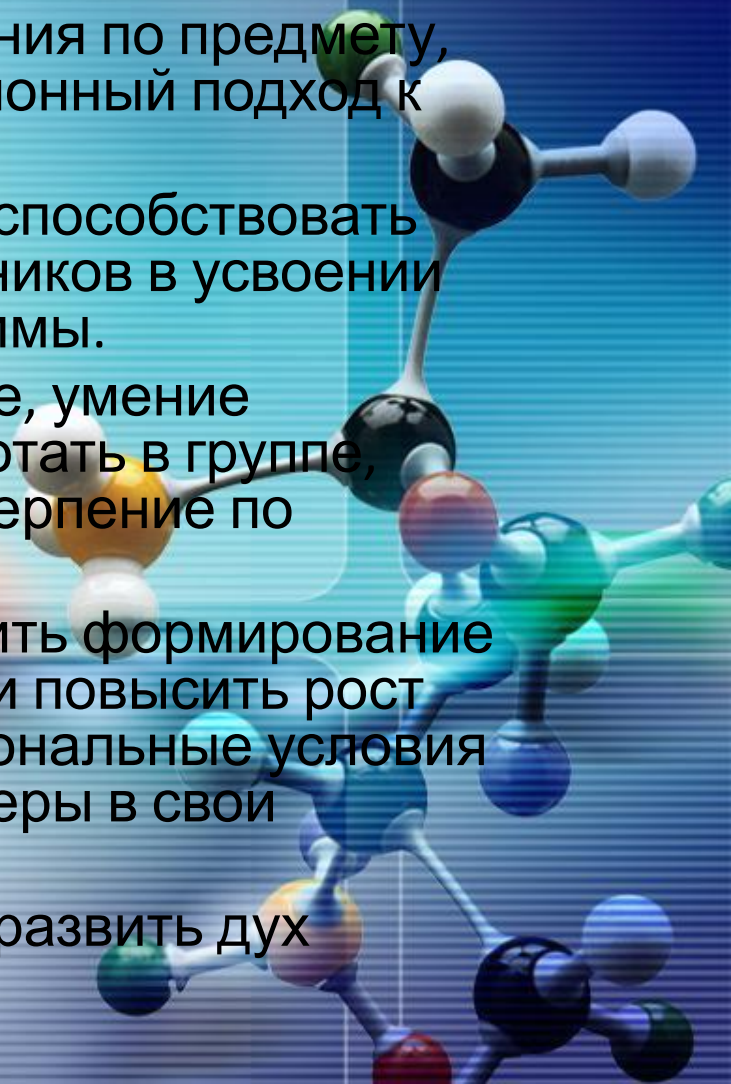 ния по предмету,
ионный подход к
способствовать
ников в усвоении
имы.
е, умение
отать в группе,
ерпение по
ить формирование
и повысить рост
ональные условия
еры в свои
развить дух